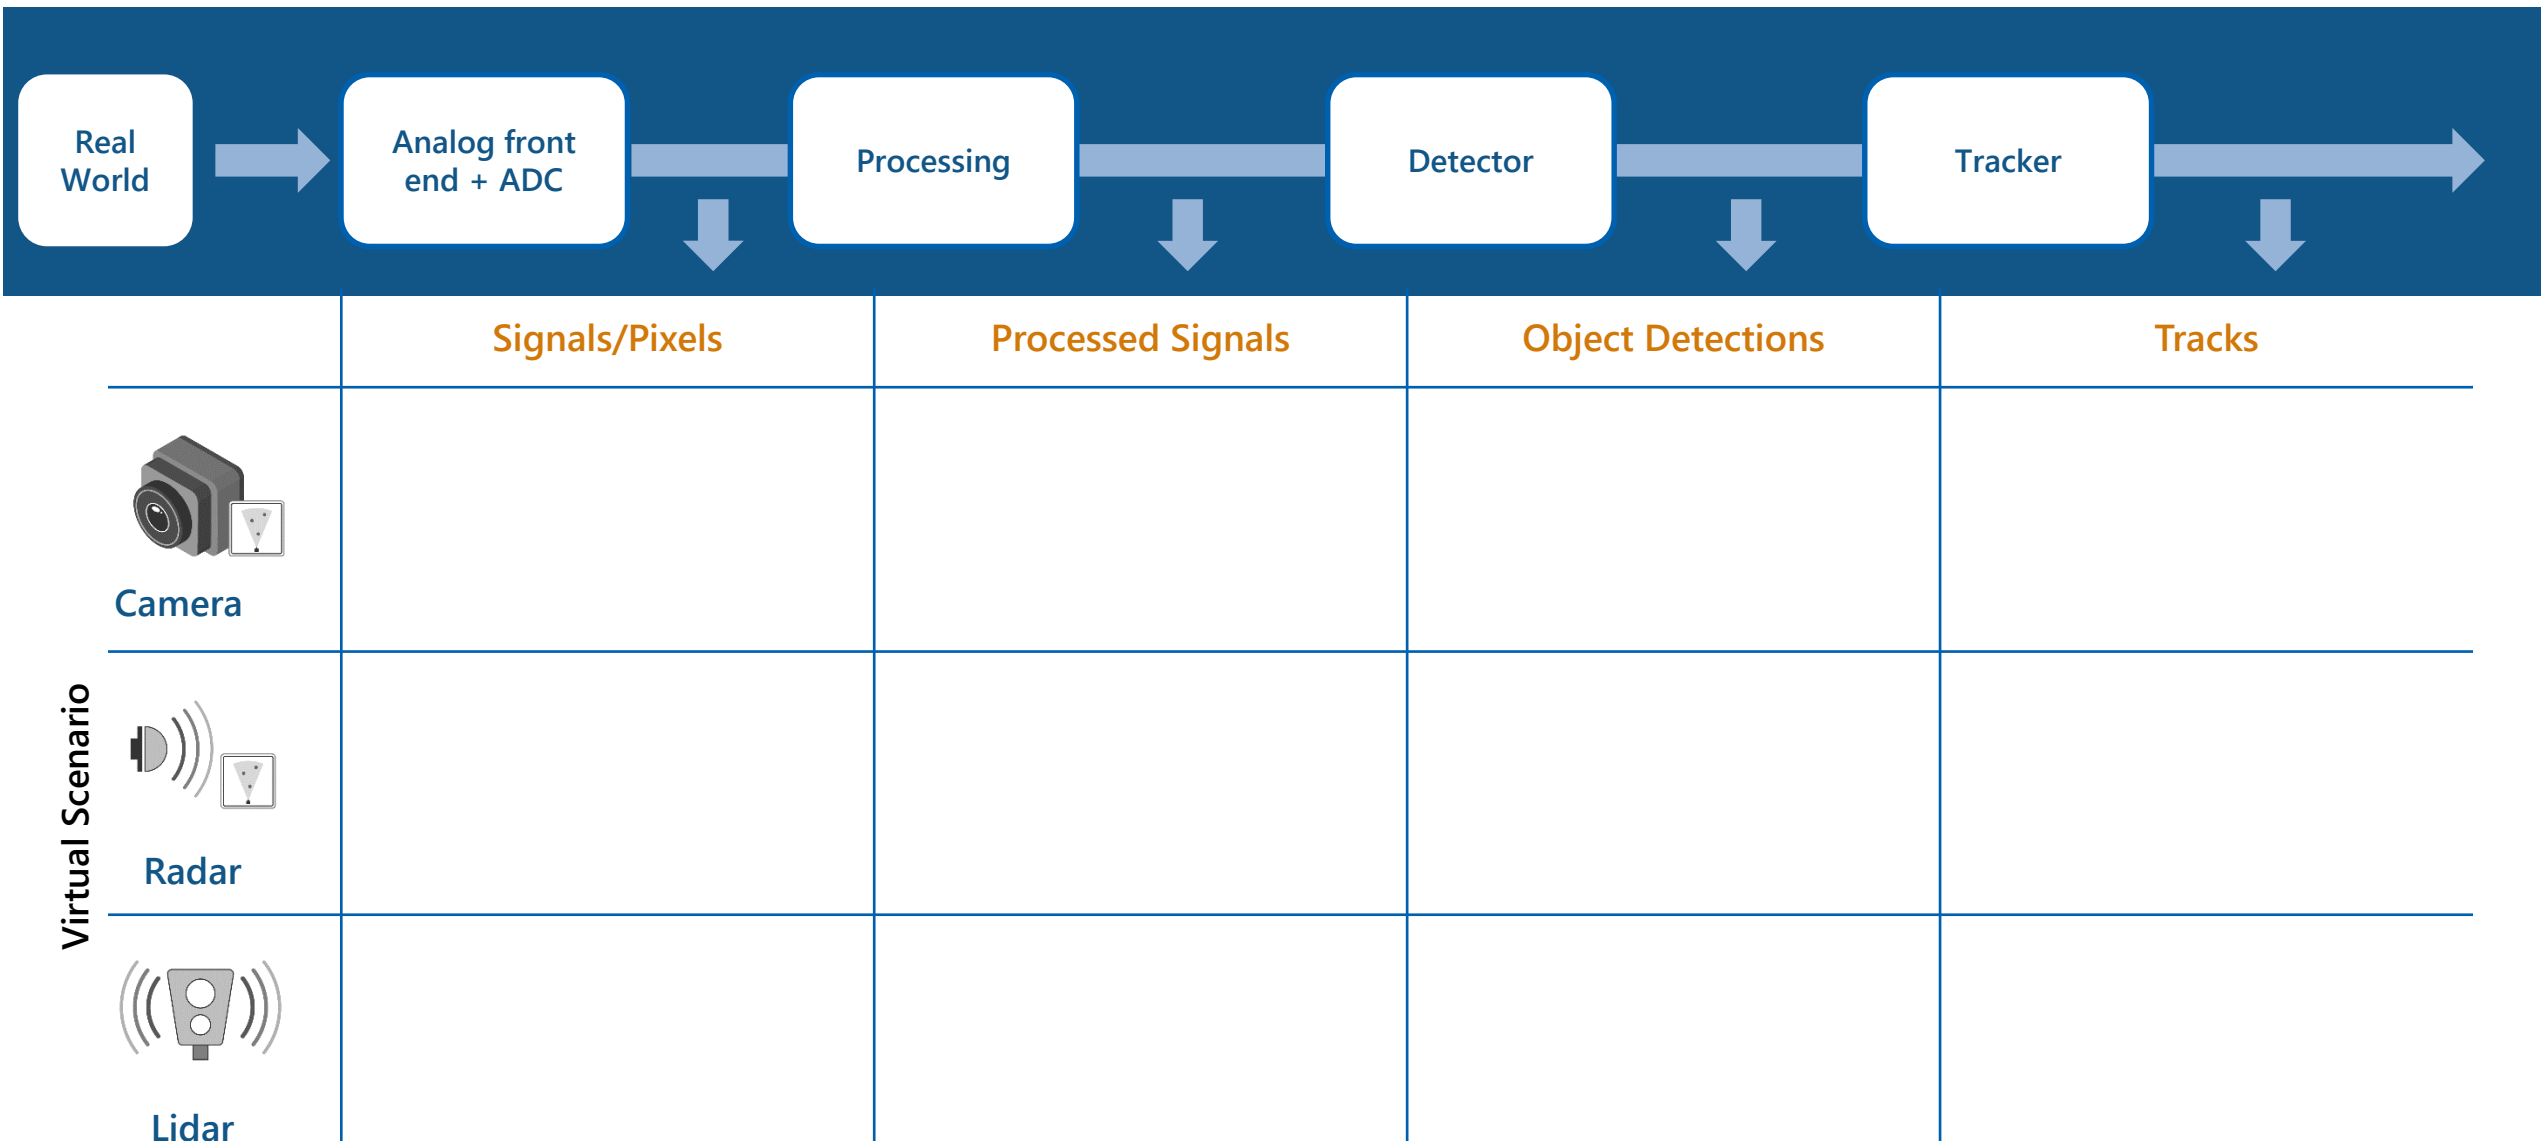 Real
World
Analog front
end + ADC
Processing
Detector
Tracker
Signals/Pixels
Processed Signals
Object Detections
Tracks
Virtual Scenario
Camera
Radar
Lidar